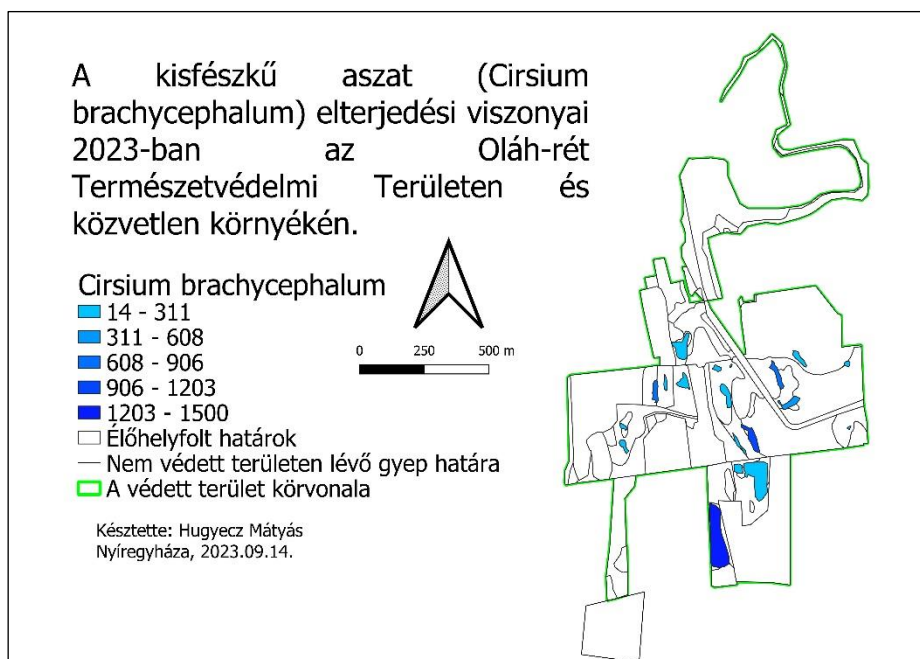 A kisfészkű aszat (Cirsium
brachycephalum) elterjedési viszonyai
2023-ban az Oláh-rét
Természetvédelmi Területen és
közvetlen környékén.
Cirsium brachycephalum
14 - 311
311 - 608
608 - 906
906 - 1203
1203 - 1500
Élőhelyfolt határok
Nem védett területen lévő gyep határa
A védett terület körvonala
0 250 500 m
Készítette: Hugyecz Mátyás
Nyíregyháza, 2023.09.14.